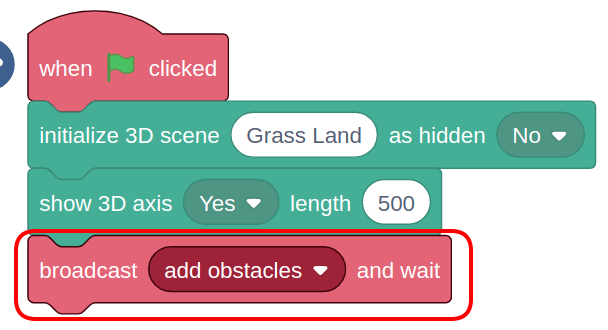 when clicked
initialize 3D scene Grass Land as hidden No
show 3D axis Yes length 500
broadcast add obstacles and wait